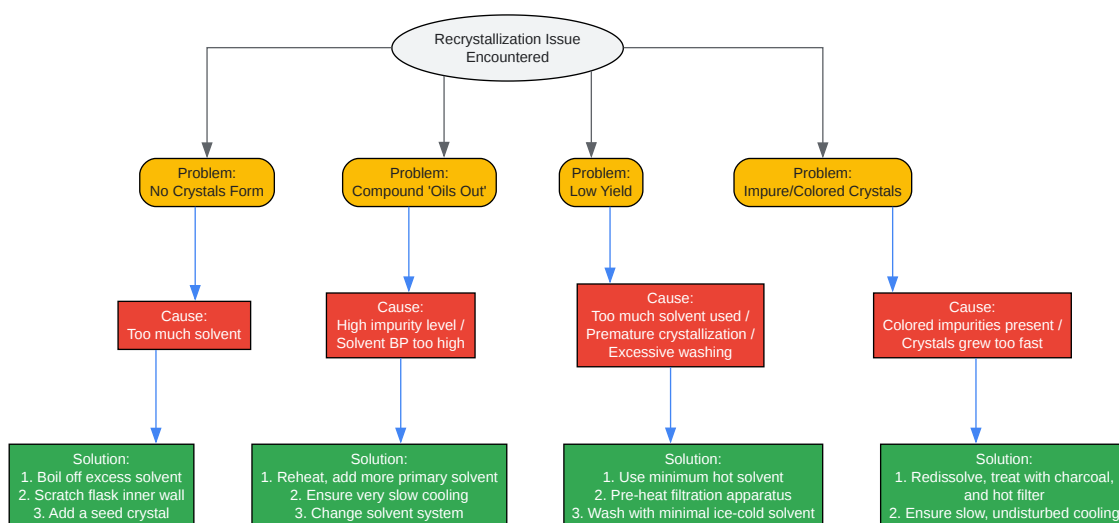 Recrystallization Issue
Encountered
Problem:
No Crystals Form
Problem:
Compound 'Oils Out'
Problem:
Low Yield
Problem:
Impure/Colored Crystals
Cause:
Too much solvent
Cause:
High impurity level /
Solvent BP too high
Cause:
Too much solvent used /
Premature crystallization /
Excessive washing
Cause:
Colored impurities present /
Crystals grew too fast
Solution:
1. Boil off excess solvent
2. Scratch flask inner wall
3. Add a seed crystal
Solution:
1. Reheat, add more primary solvent
2. Ensure very slow cooling
3. Change solvent system
Solution:
1. Use minimum hot solvent
2. Pre-heat filtration apparatus
3. Wash with minimal ice-cold solvent
Solution:
1. Redissolve, treat with charcoal,
and hot filter
2. Ensure slow, undisturbed cooling